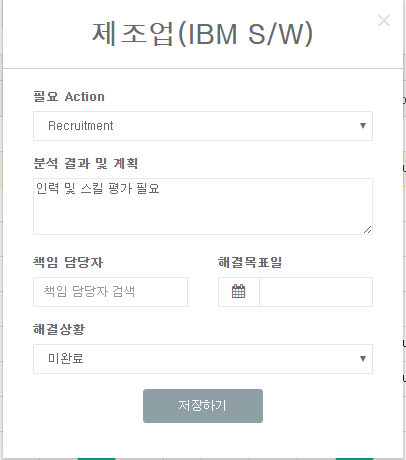 제조업(IBM S/W)
필요 Action
Recruitment
분석 결과 및 계획
인력 및 스킬 평가 필요
책임 담당자 해결목표일
책임 담당자 검색
해결상황
미완료
저장하기